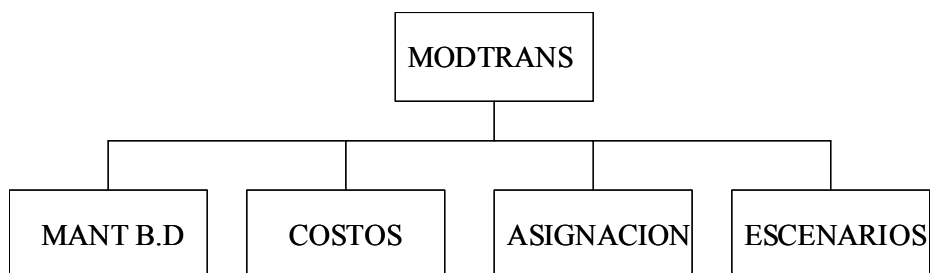 MODTRANS
MANT B.D
COSTOS
ASIGNACION
ESCENARIOS